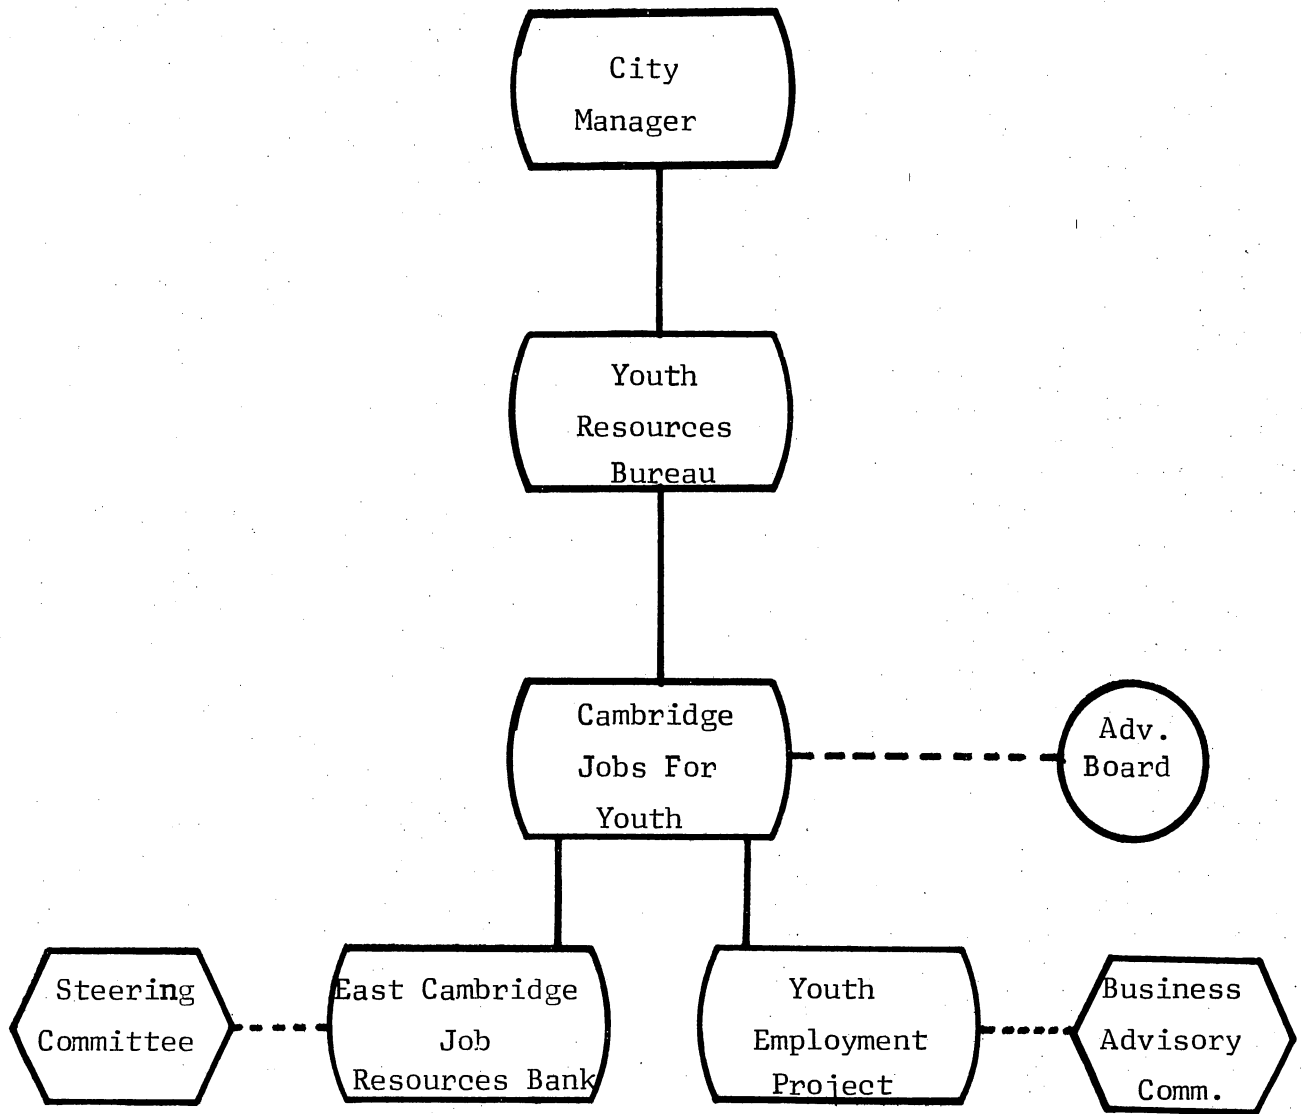 City
Manager
Youth
Resources
Bureau
Cambridge
Jobs For
Youth
Adv.
Board
Steering
Committee
East Cambridge
Job
Resources Bank
Youth
Employment
Project
Business
Advisory
Comm.